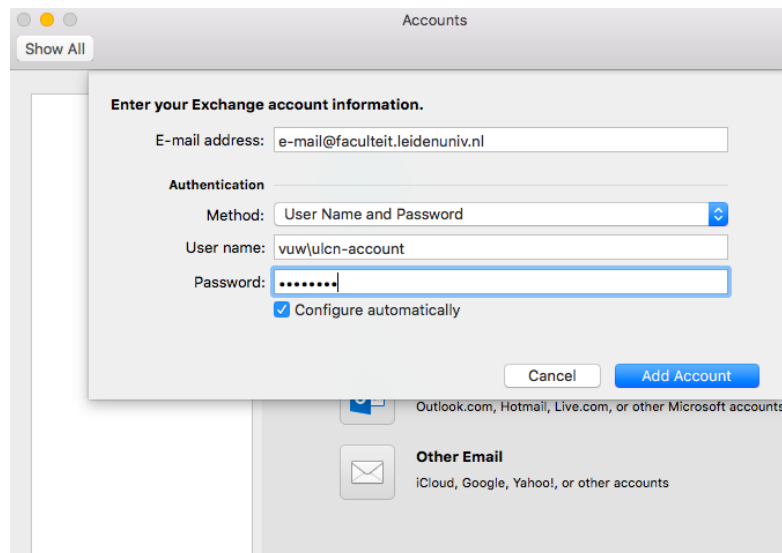 Accounts
Show All
Enter your Exchange account information.
E-mail address: e-mail@faculteit.leidenuniv.nl
Authentication
Method: User Name and Password
User name: vuw\ulcn-account
Password: ••••••••
Configure automatically
Cancel Add Account
Outlook.com, Hotmail, Live.com, or other Microsoft accounts
Other Email
iCloud, Google, Yahoo!, or other accounts